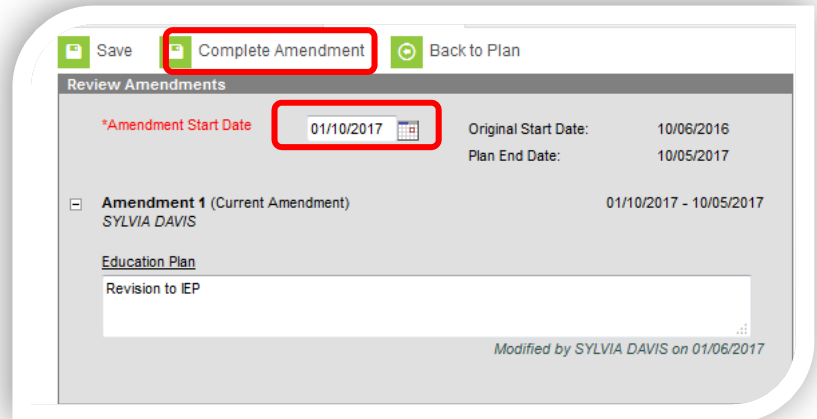 Save Complete Amendment Back to Plan
Review Amendments
*Amendment Start Date 01/10/2017 Original Start Date: 10/06/2016
Plan End Date: 10/05/2017
Amendment 1 (Current Amendment) 01/10/2017 - 10/05/2017
SYLVIA DAVIS
Education Plan
Revision to IEP
Modified by SYLVIA DAVIS on 01/06/2017